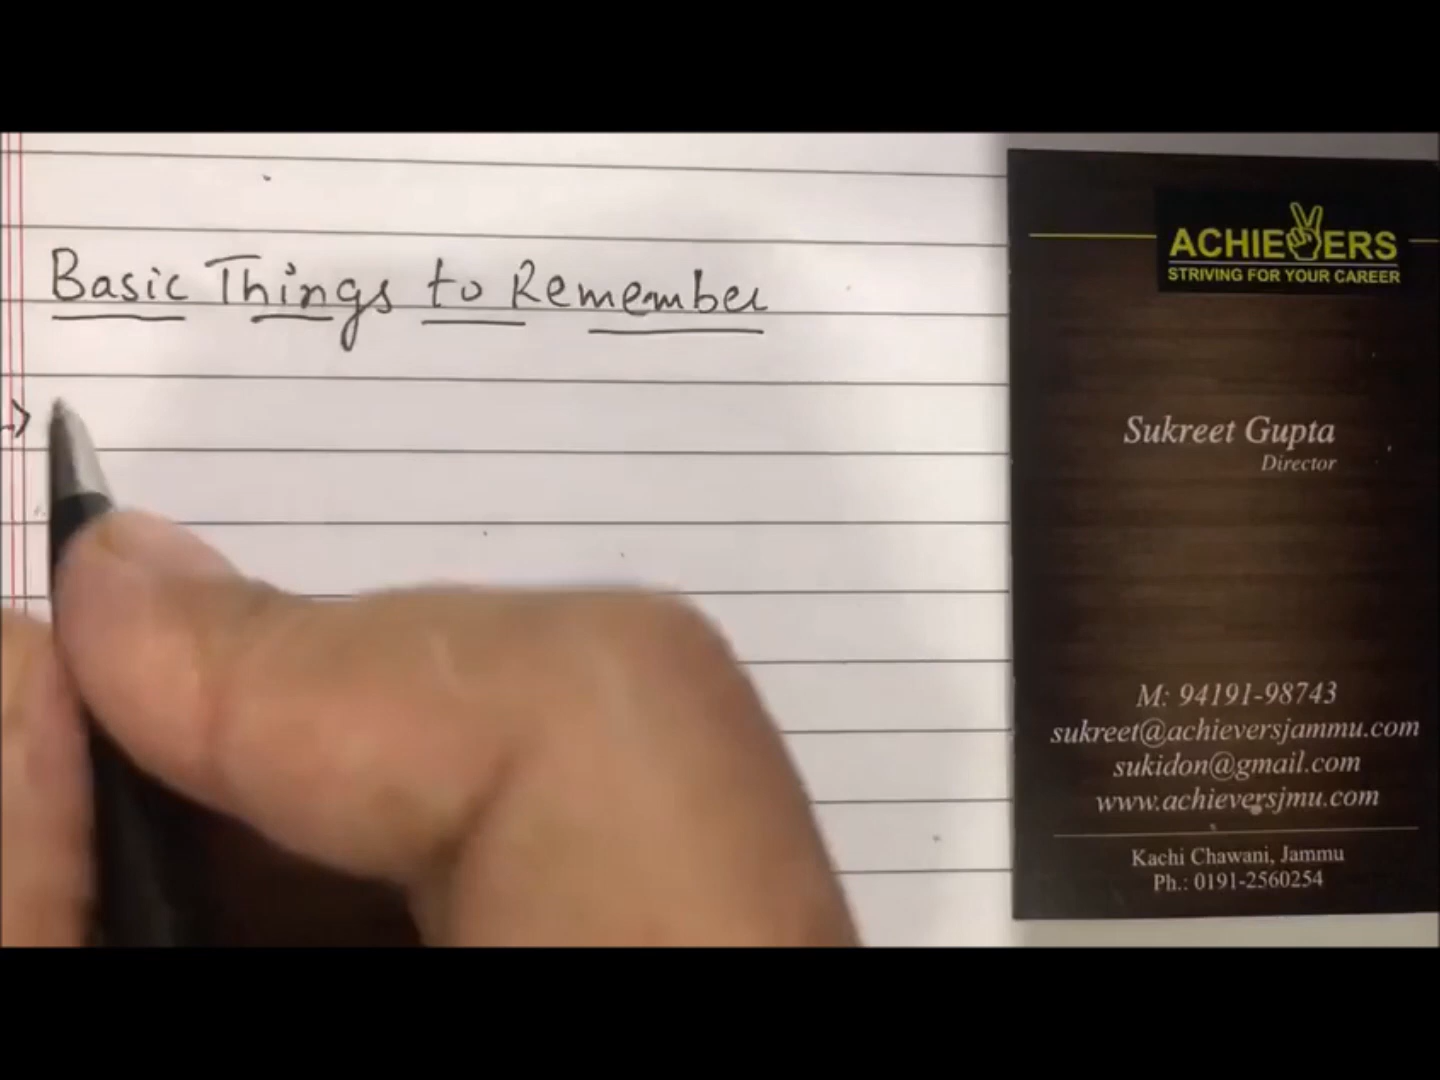 Basic Things to Remember
ACHIEVERS
STRIVING FOR YOUR CAREER
Sukreet Gupta
Director
M: 94191-98743
sukreet@achieversjammu.com
sukidon@gmail.com
www.achieversjmu.com
Kachi Chawani, Jammu
Ph.: 0191-2560254